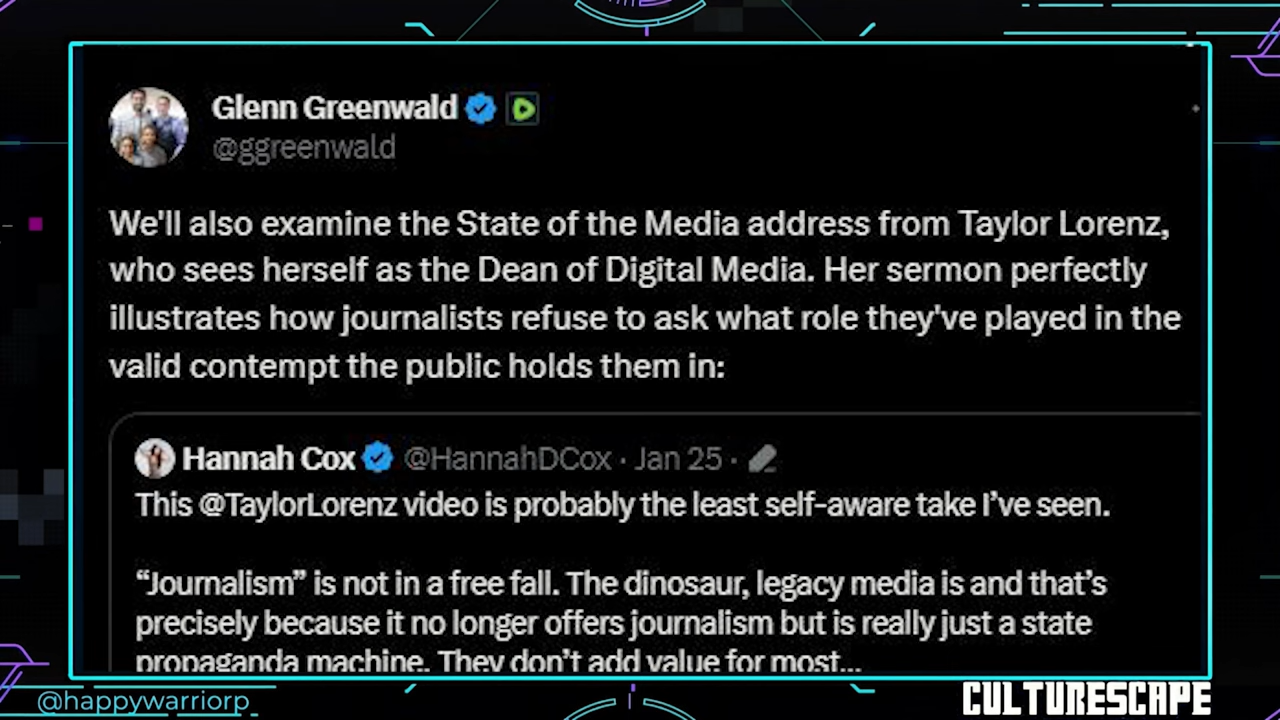 Glenn Greenwald
@ggreenwald
We'll also examine the State of the Media address from Taylor Lorenz,
who sees herself as the Dean of Digital Media. Her sermon perfectly
illustrates how journalists refuse to ask what role they've played in the
valid contempt the public holds them in:
Hannah Cox @HannahDCox · Jan 25 ·
This @TaylorLorenz video is probably the least self-aware take I’ve seen.
“Journalism” is not in a free fall. The dinosaur, legacy media is and that’s
precisely because it no longer offers journalism but is really just a state
propaganda machine. They don’t add value for most...
@happywarriorp
CULTURESCAPE